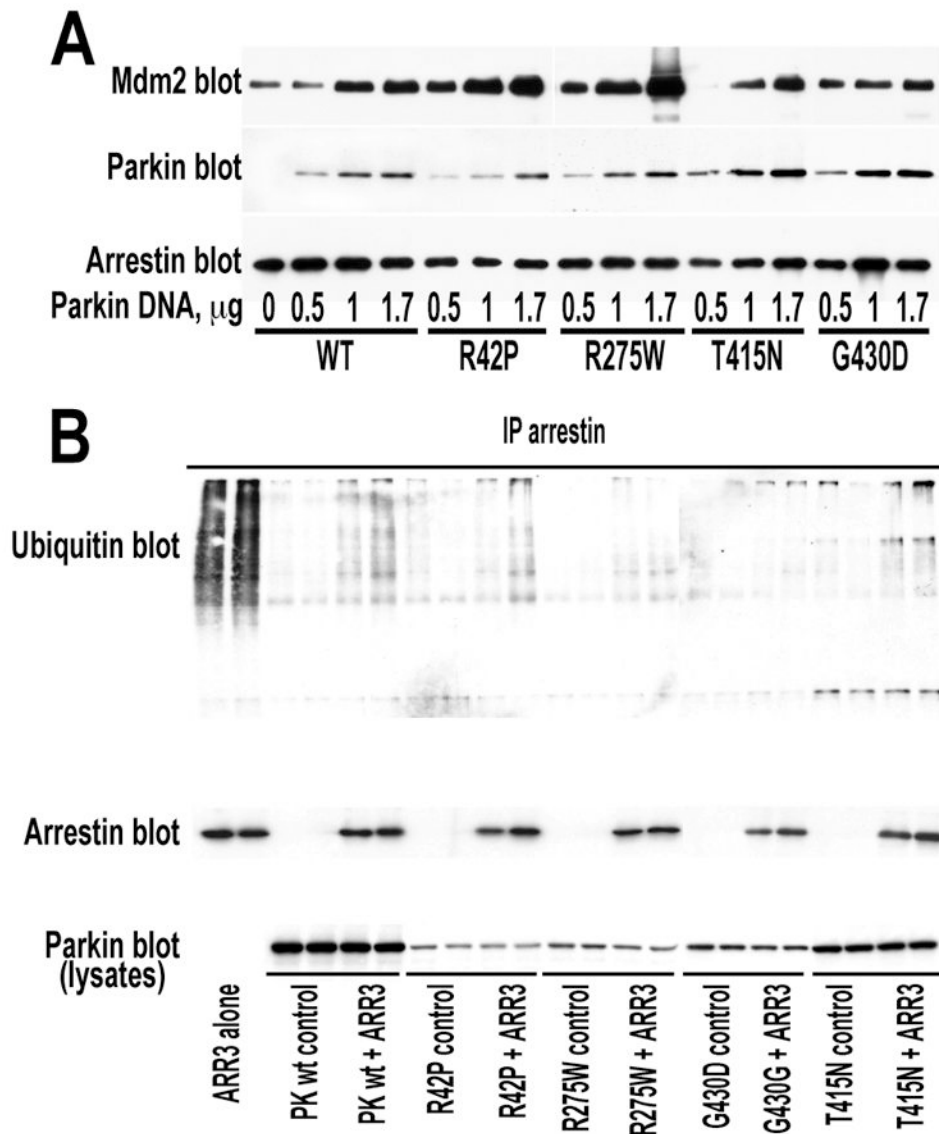 A
Mdm2 blot
Parkin blot
Arrestin blot
Parkin DNA, μg 0 0.5 1 1.7 0.5 1 1.7 0.5 1 1.7 0.5 1 1.7 0.5 1 1.7
WT R42P R275W T415N G430D
B
IP arrestin
Ubiquitin blot
Arrestin blot
Parkin blot
(lysates)
ARR3 alone
PK wt control
PK wt + ARR3
R42P control
R42P + ARR3
R275W control
R275W + ARR3
G430D control
G430G + ARR3
T415N control
T415N + ARR3